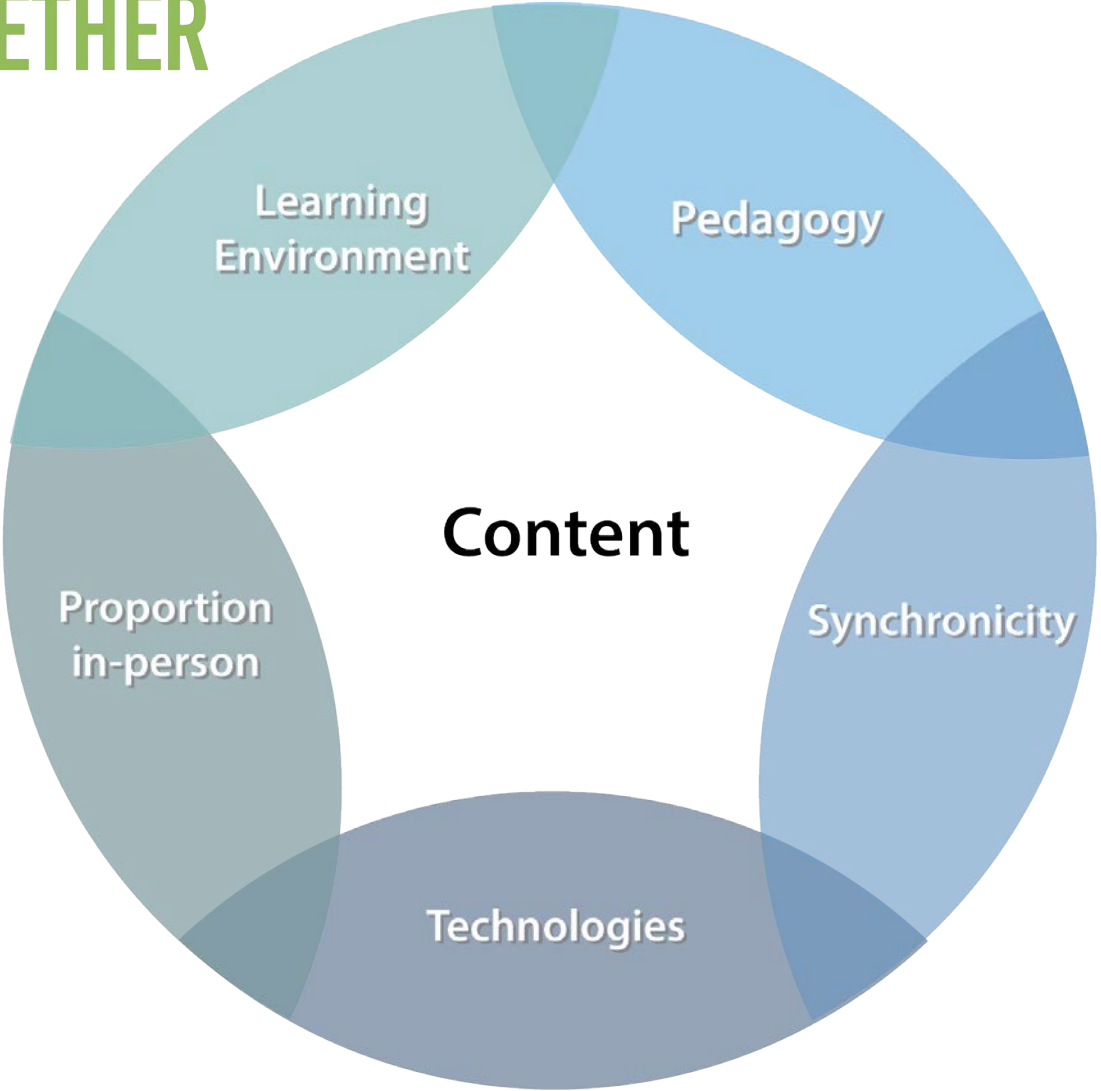 ETHER
Learning
Environment
Pedagogy
Content
Proportion
in-person
Synchronicity
Technologies